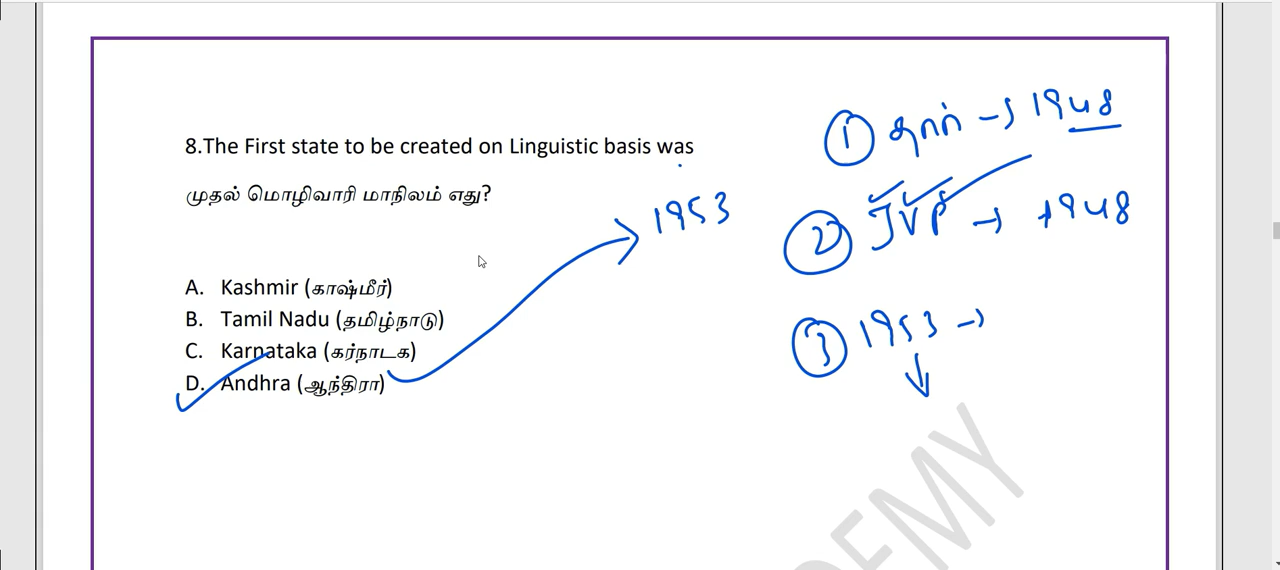 8.The First state to be created on Linguistic basis was
முதல் மொழிவாரி மாநிலம் எது?
A. Kashmir (காஷ்மீர்)
B. Tamil Nadu (தமிழ்நாடு)
C. Karnataka (கர்நாடக)
D. Andhra (ஆந்திரா)
1953
1 தார் → 1948
2 JVP → 1948
3 1953 →
EMY